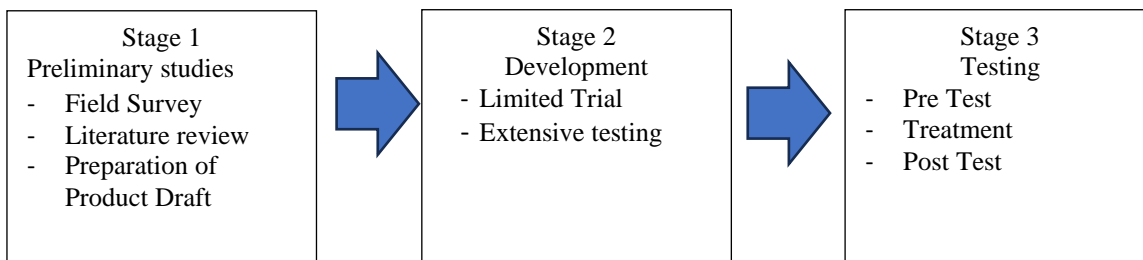 Stage 1
Preliminary studies
- Field Survey
- Literature review
- Preparation of
Product Draft
Stage 2
Development
- Limited Trial
- Extensive testing
Stage 3
Testing
- Pre Test
- Treatment
- Post Test